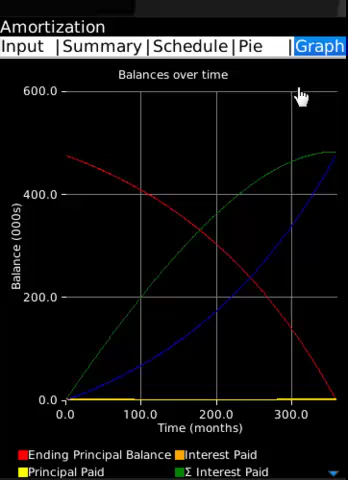 Amortization
Input |Summary|Schedule|Pie |Graph
Balances over time
600.0
400.0
200.0
0.0
Balance (000s)
0.0 100.0 200.0 300.0
Time (months)
Ending Principal Balance Interest Paid
Principal Paid Σ Interest Paid